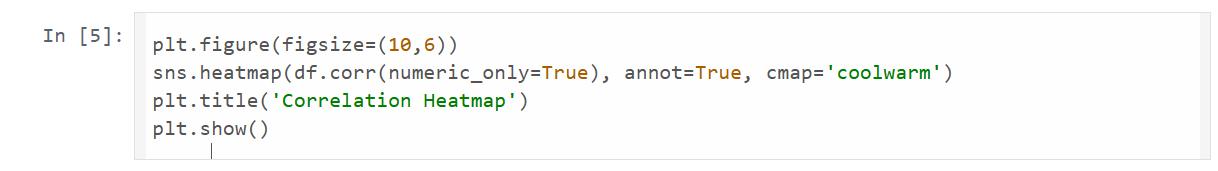 In [5]:
plt.figure(figsize=(10,6))
sns.heatmap(df.corr(numeric_only=True), annot=True, cmap='coolwarm')
plt.title('Correlation Heatmap')
plt.show()